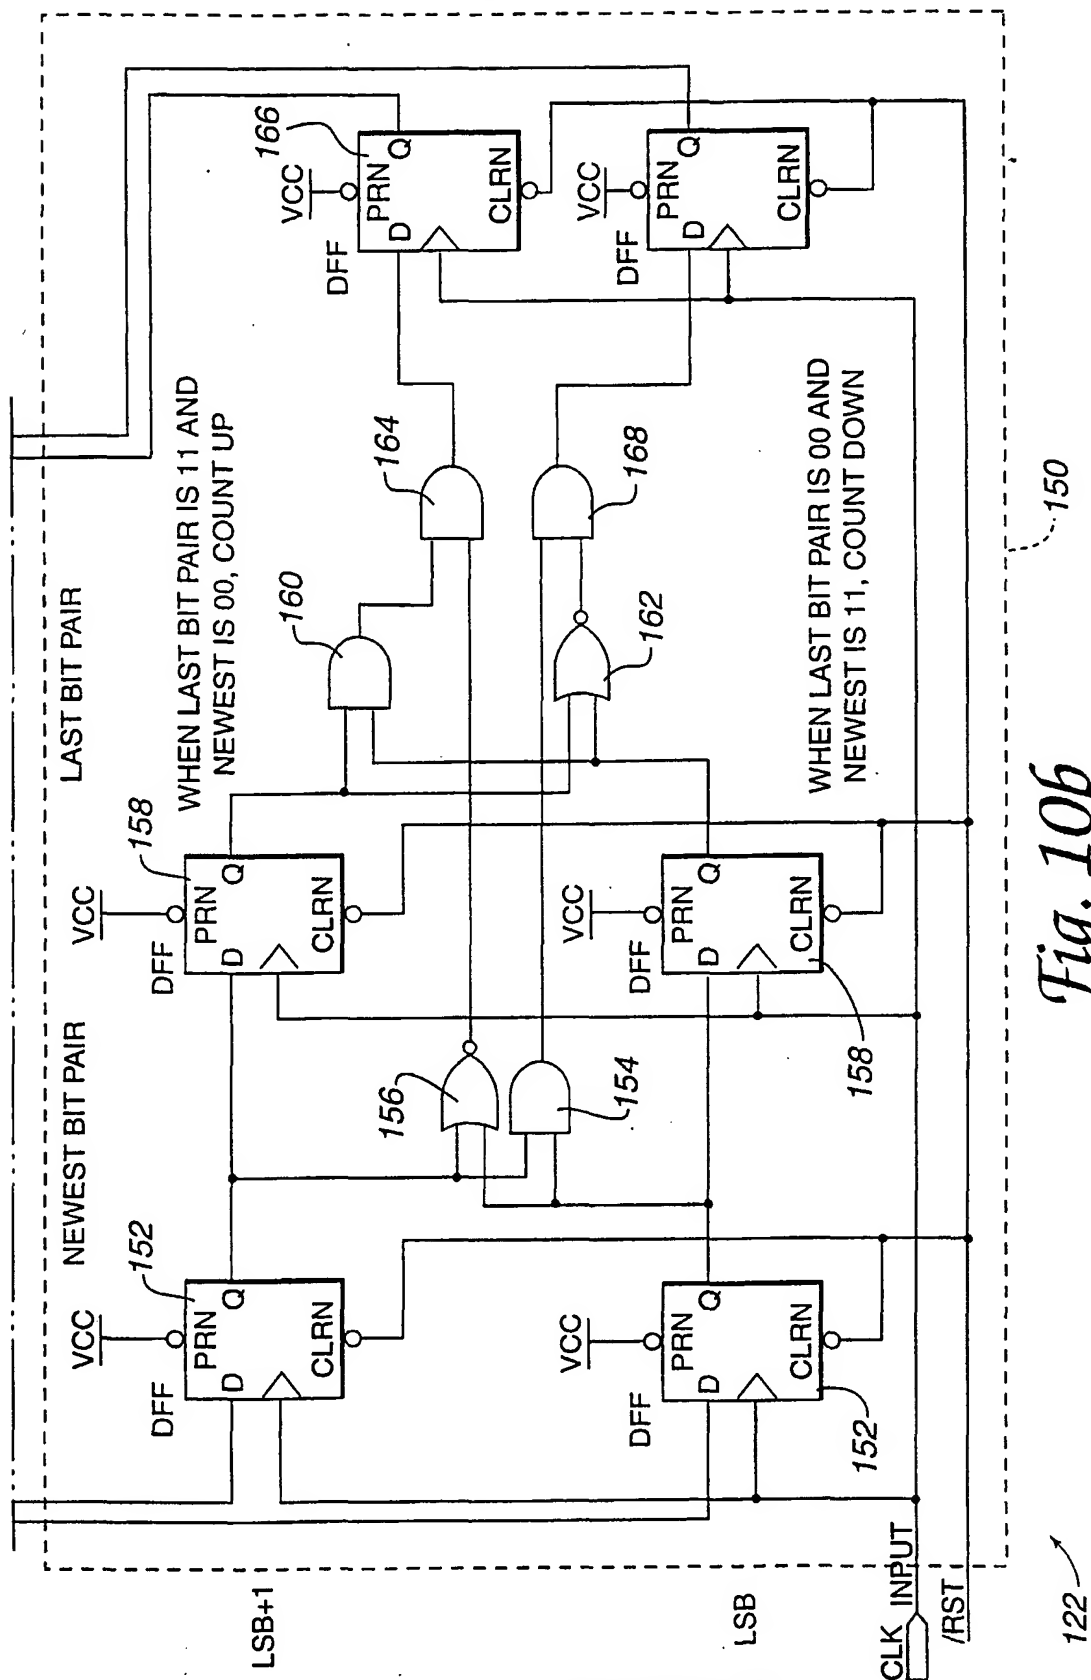 NEWEST BIT PAIR
LAST BIT PAIR
VCC
DFF
PRN
D
Q
CLRN
152
VCC
DFF
PRN
D
Q
CLRN
158
WHEN LAST BIT PAIR IS 11 AND
NEWEST IS 00, COUNT UP
VCC
DFF
PRN
D
Q
CLRN
166
LSB+1
156
154
160
164
162
168
VCC
DFF
PRN
D
Q
CLRN
152
VCC
DFF
PRN
D
Q
CLRN
158
WHEN LAST BIT PAIR IS 00 AND
NEWEST IS 11, COUNT DOWN
VCC
DFF
PRN
D
Q
CLRN
LSB
CLK INPUT
/RST
150
122
Fig. 10b